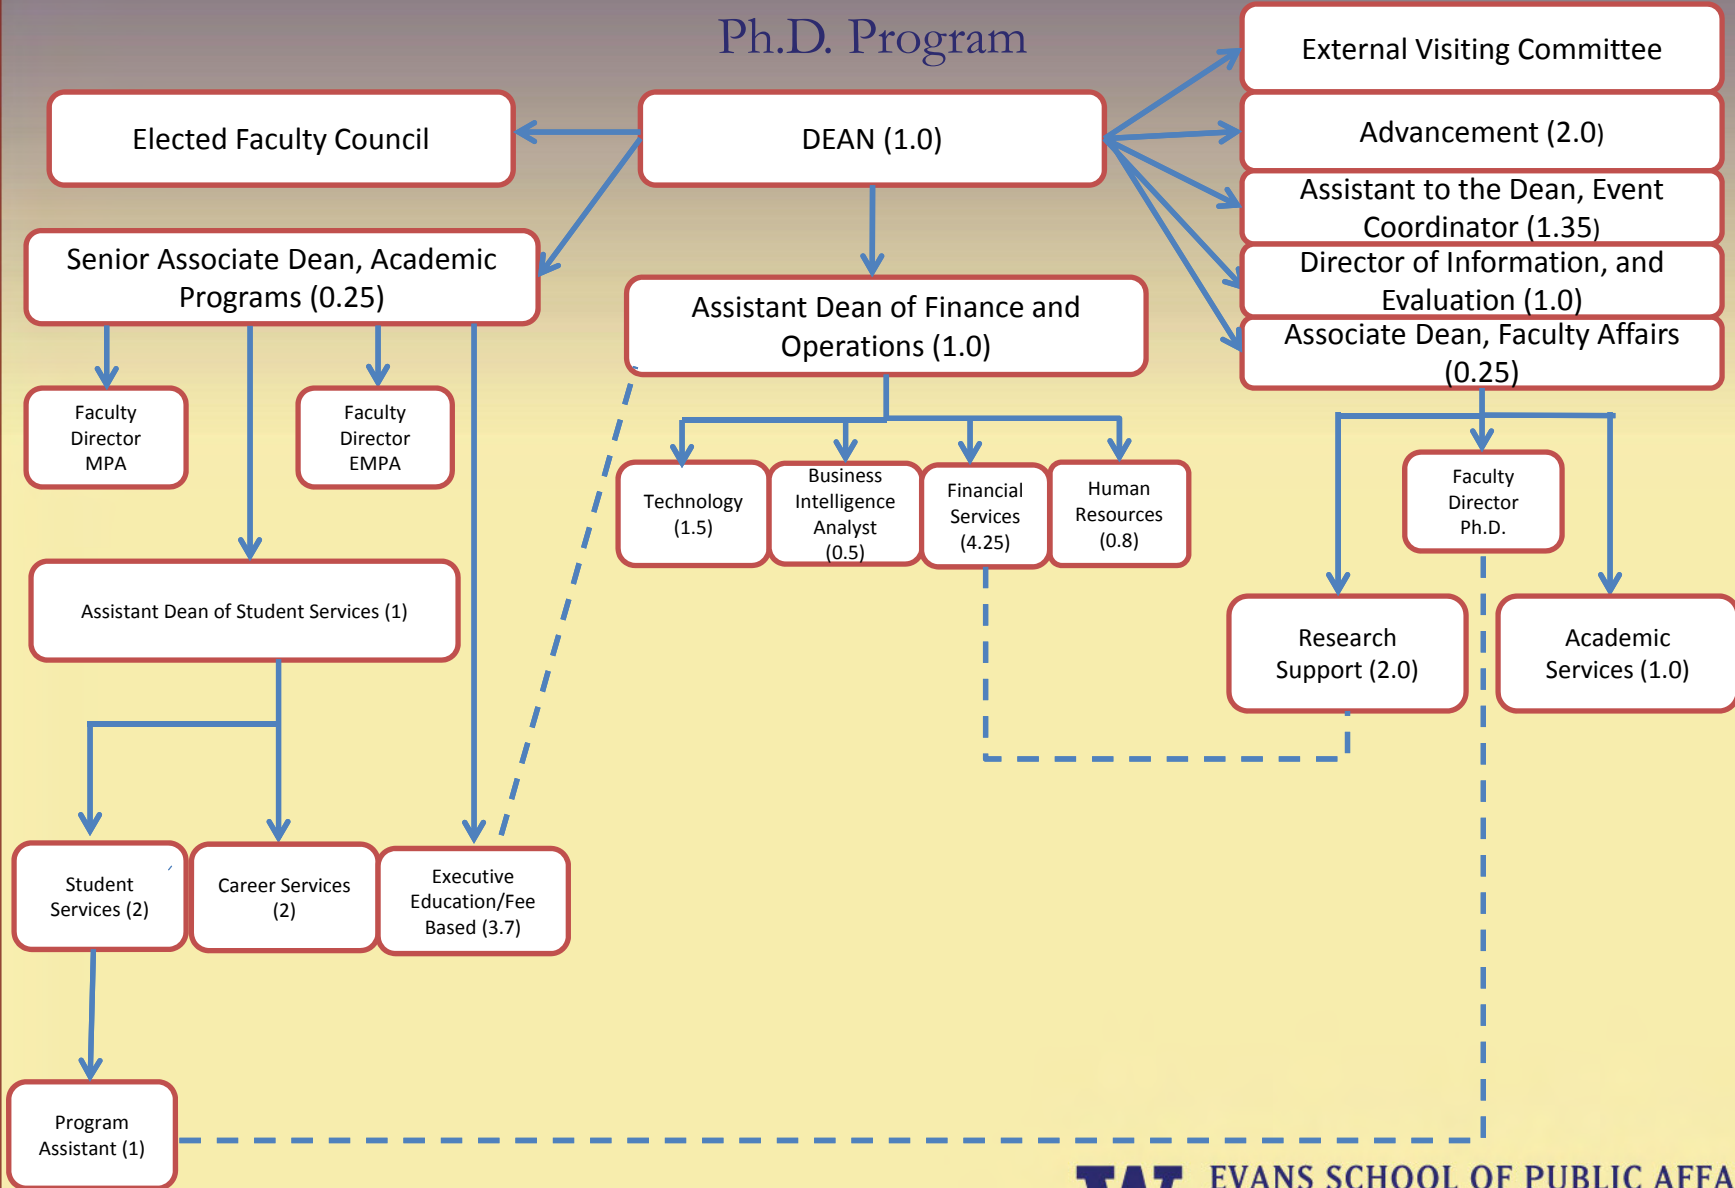 Ph.D. Program
External Visiting Committee
Elected Faculty Council
DEAN (1.0)
Advancement (2.0)
Assistant to the Dean, Event
Coordinator (1.35)
Senior Associate Dean, Academic
Programs (0.25)
Director of Information, and
Evaluation (1.0)
Assistant Dean of Finance and
Operations (1.0)
Associate Dean, Faculty Affairs
(0.25)
Faculty
Director
MPA
Faculty
Director
EMPA
Technology
(1.5)
Business
Intelligence
Analyst
(0.5)
Financial
Services
(4.25)
Human
Resources
(0.8)
Faculty
Director
Ph.D.
Assistant Dean of Student Services (1)
Research
Support (2.0)
Academic
Services (1.0)
Student
Services (2)
Career Services
(2)
Executive
Education/Fee
Based (3.7)
Program
Assistant (1)
W
EVANS SCHOOL OF PUBLIC AFFA